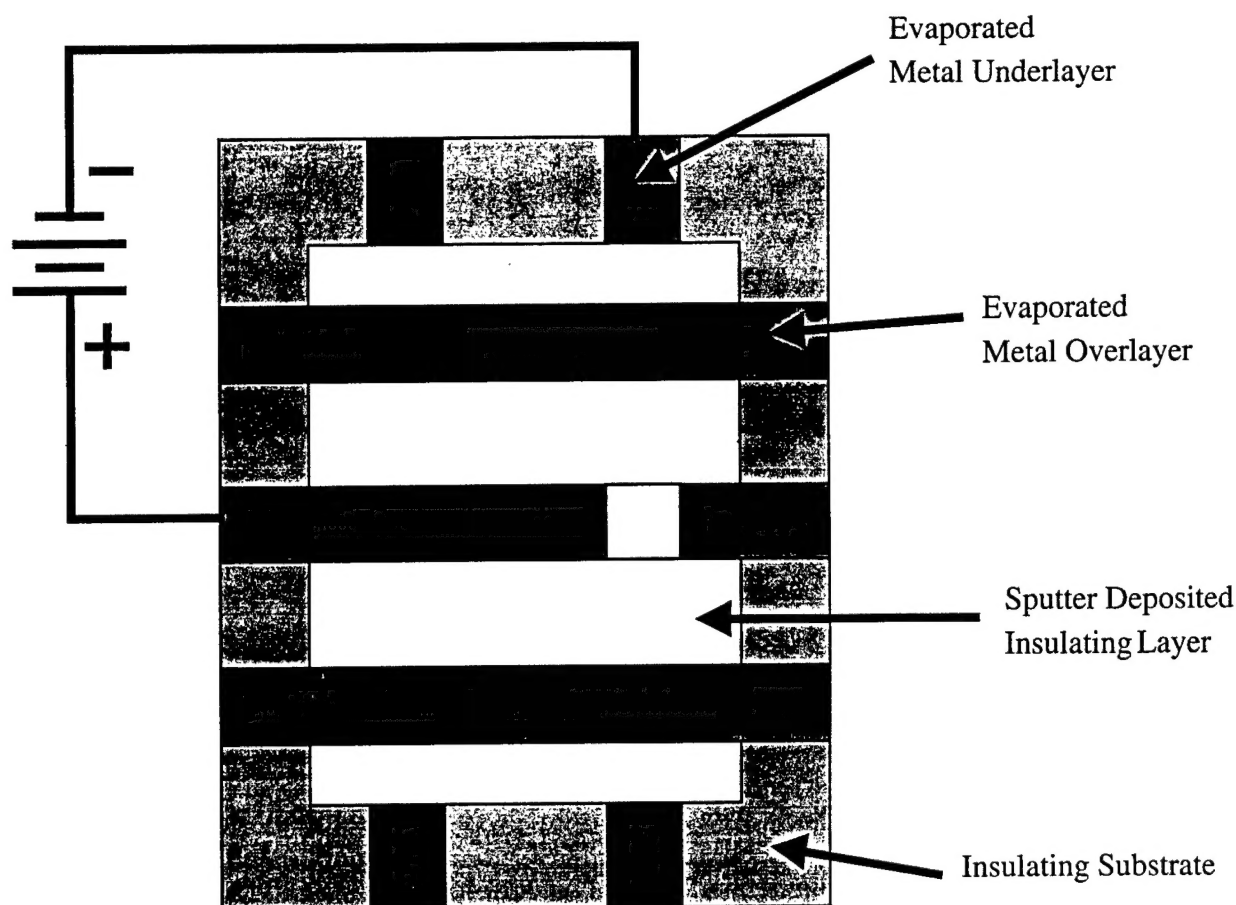 Evaporated
Metal Underlayer
−
+
Evaporated
Metal Overlayer
Sputter Deposited
Insulating Layer
Insulating Substrate